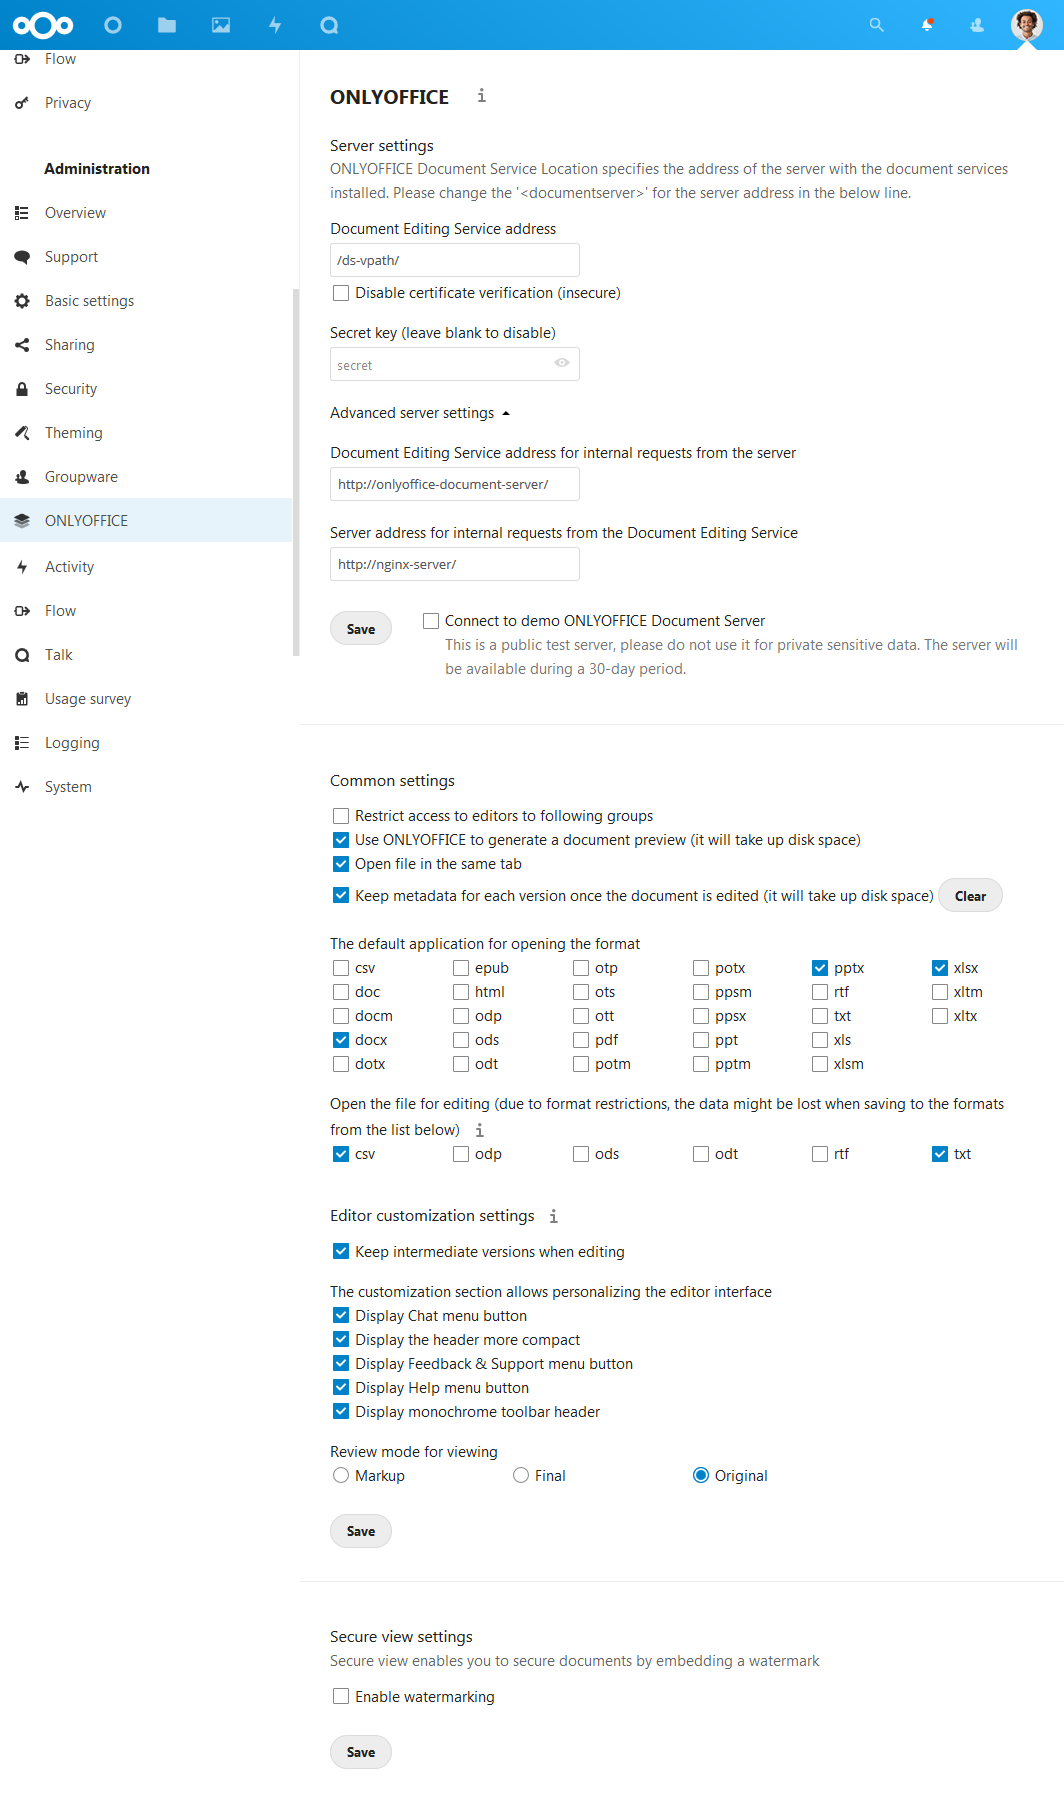 Flow
Privacy
Administration
Overview
Support
Basic settings
Sharing
Security
Theming
Groupware
ONLYOFFICE
Activity
Flow
Talk
Usage survey
Logging
System
ONLYOFFICE
Server settings
ONLYOFFICE Document Service Location specifies the address of the server with the document services
installed. Please change the '<documentserver>' for the server address in the below line.
Document Editing Service address
/ds-vpath/
Disable certificate verification (insecure)
Secret key (leave blank to disable)
secret
Advanced server settings
Document Editing Service address for internal requests from the server
http://onlyoffice-document-server/
Server address for internal requests from the Document Editing Service
http://nginx-server/
Save
Connect to demo ONLYOFFICE Document Server
This is a public test server, please do not use it for private sensitive data. The server will
be available during a 30-day period.
Common settings
Restrict access to editors to following groups
Use ONLYOFFICE to generate a document preview (it will take up disk space)
Open file in the same tab
Keep metadata for each version once the document is edited (it will take up disk space) Clear
The default application for opening the format
csv epub otp potx pptx xlsx
doc html ots ppsm rtf xltm
docm odp ott ppsx txt xltx
docx ods pdf ppt xls
dotx odt potm pptm xlsm
Open the file for editing (due to format restrictions, the data might be lost when saving to the formats
from the list below)
csv odp ods odt rtf txt
Editor customization settings
Keep intermediate versions when editing
The customization section allows personalizing the editor interface
Display Chat menu button
Display the header more compact
Display Feedback & Support menu button
Display Help menu button
Display monochrome toolbar header
Review mode for viewing
Markup Final Original
Save
Secure view settings
Secure view enables you to secure documents by embedding a watermark
Enable watermarking
Save